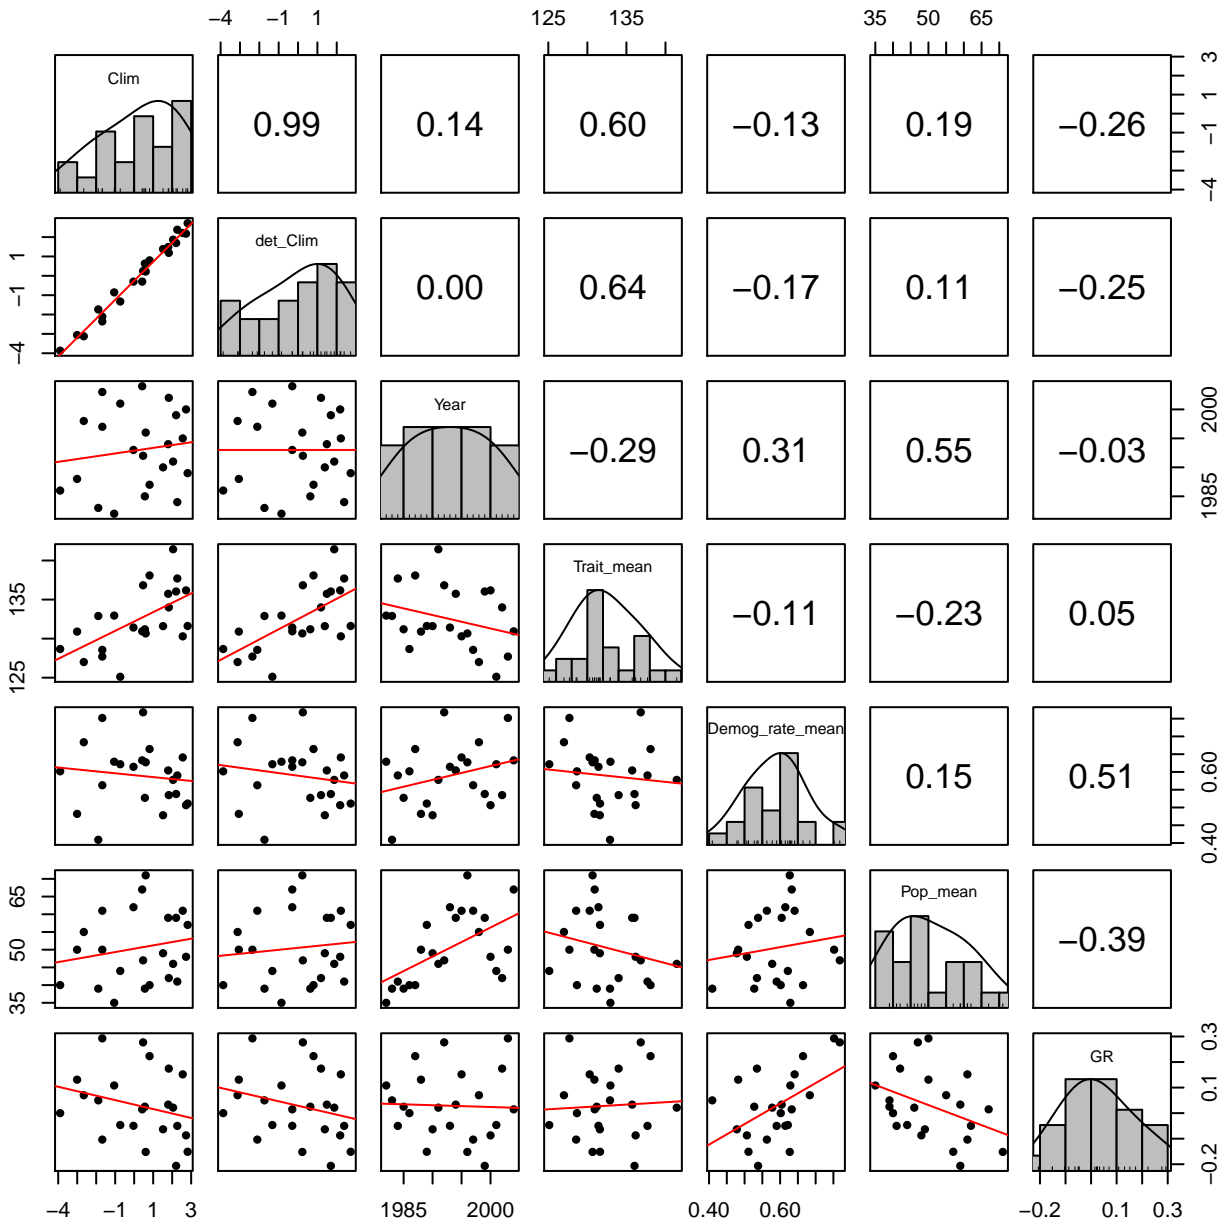 −4 −1 1 125 135 35 50 65
Clim 0.99 0.14 0.60 −0.13 0.19 −0.26 −4 −1 1 3
−4 −1 1 det_Clim 0.00 0.64 −0.17 0.11 −0.25
Year −0.29 0.31 0.55 −0.03 1985 2000
125 135 Trait_mean −0.11 −0.23 0.05
Demog_rate_mean 0.15 0.51 0.40 0.60
35 50 65 Pop_mean −0.39
GR −0.2 0.1 0.3
−4 −1 1 3 1985 2000 0.40 0.60 −0.2 0.1 0.3